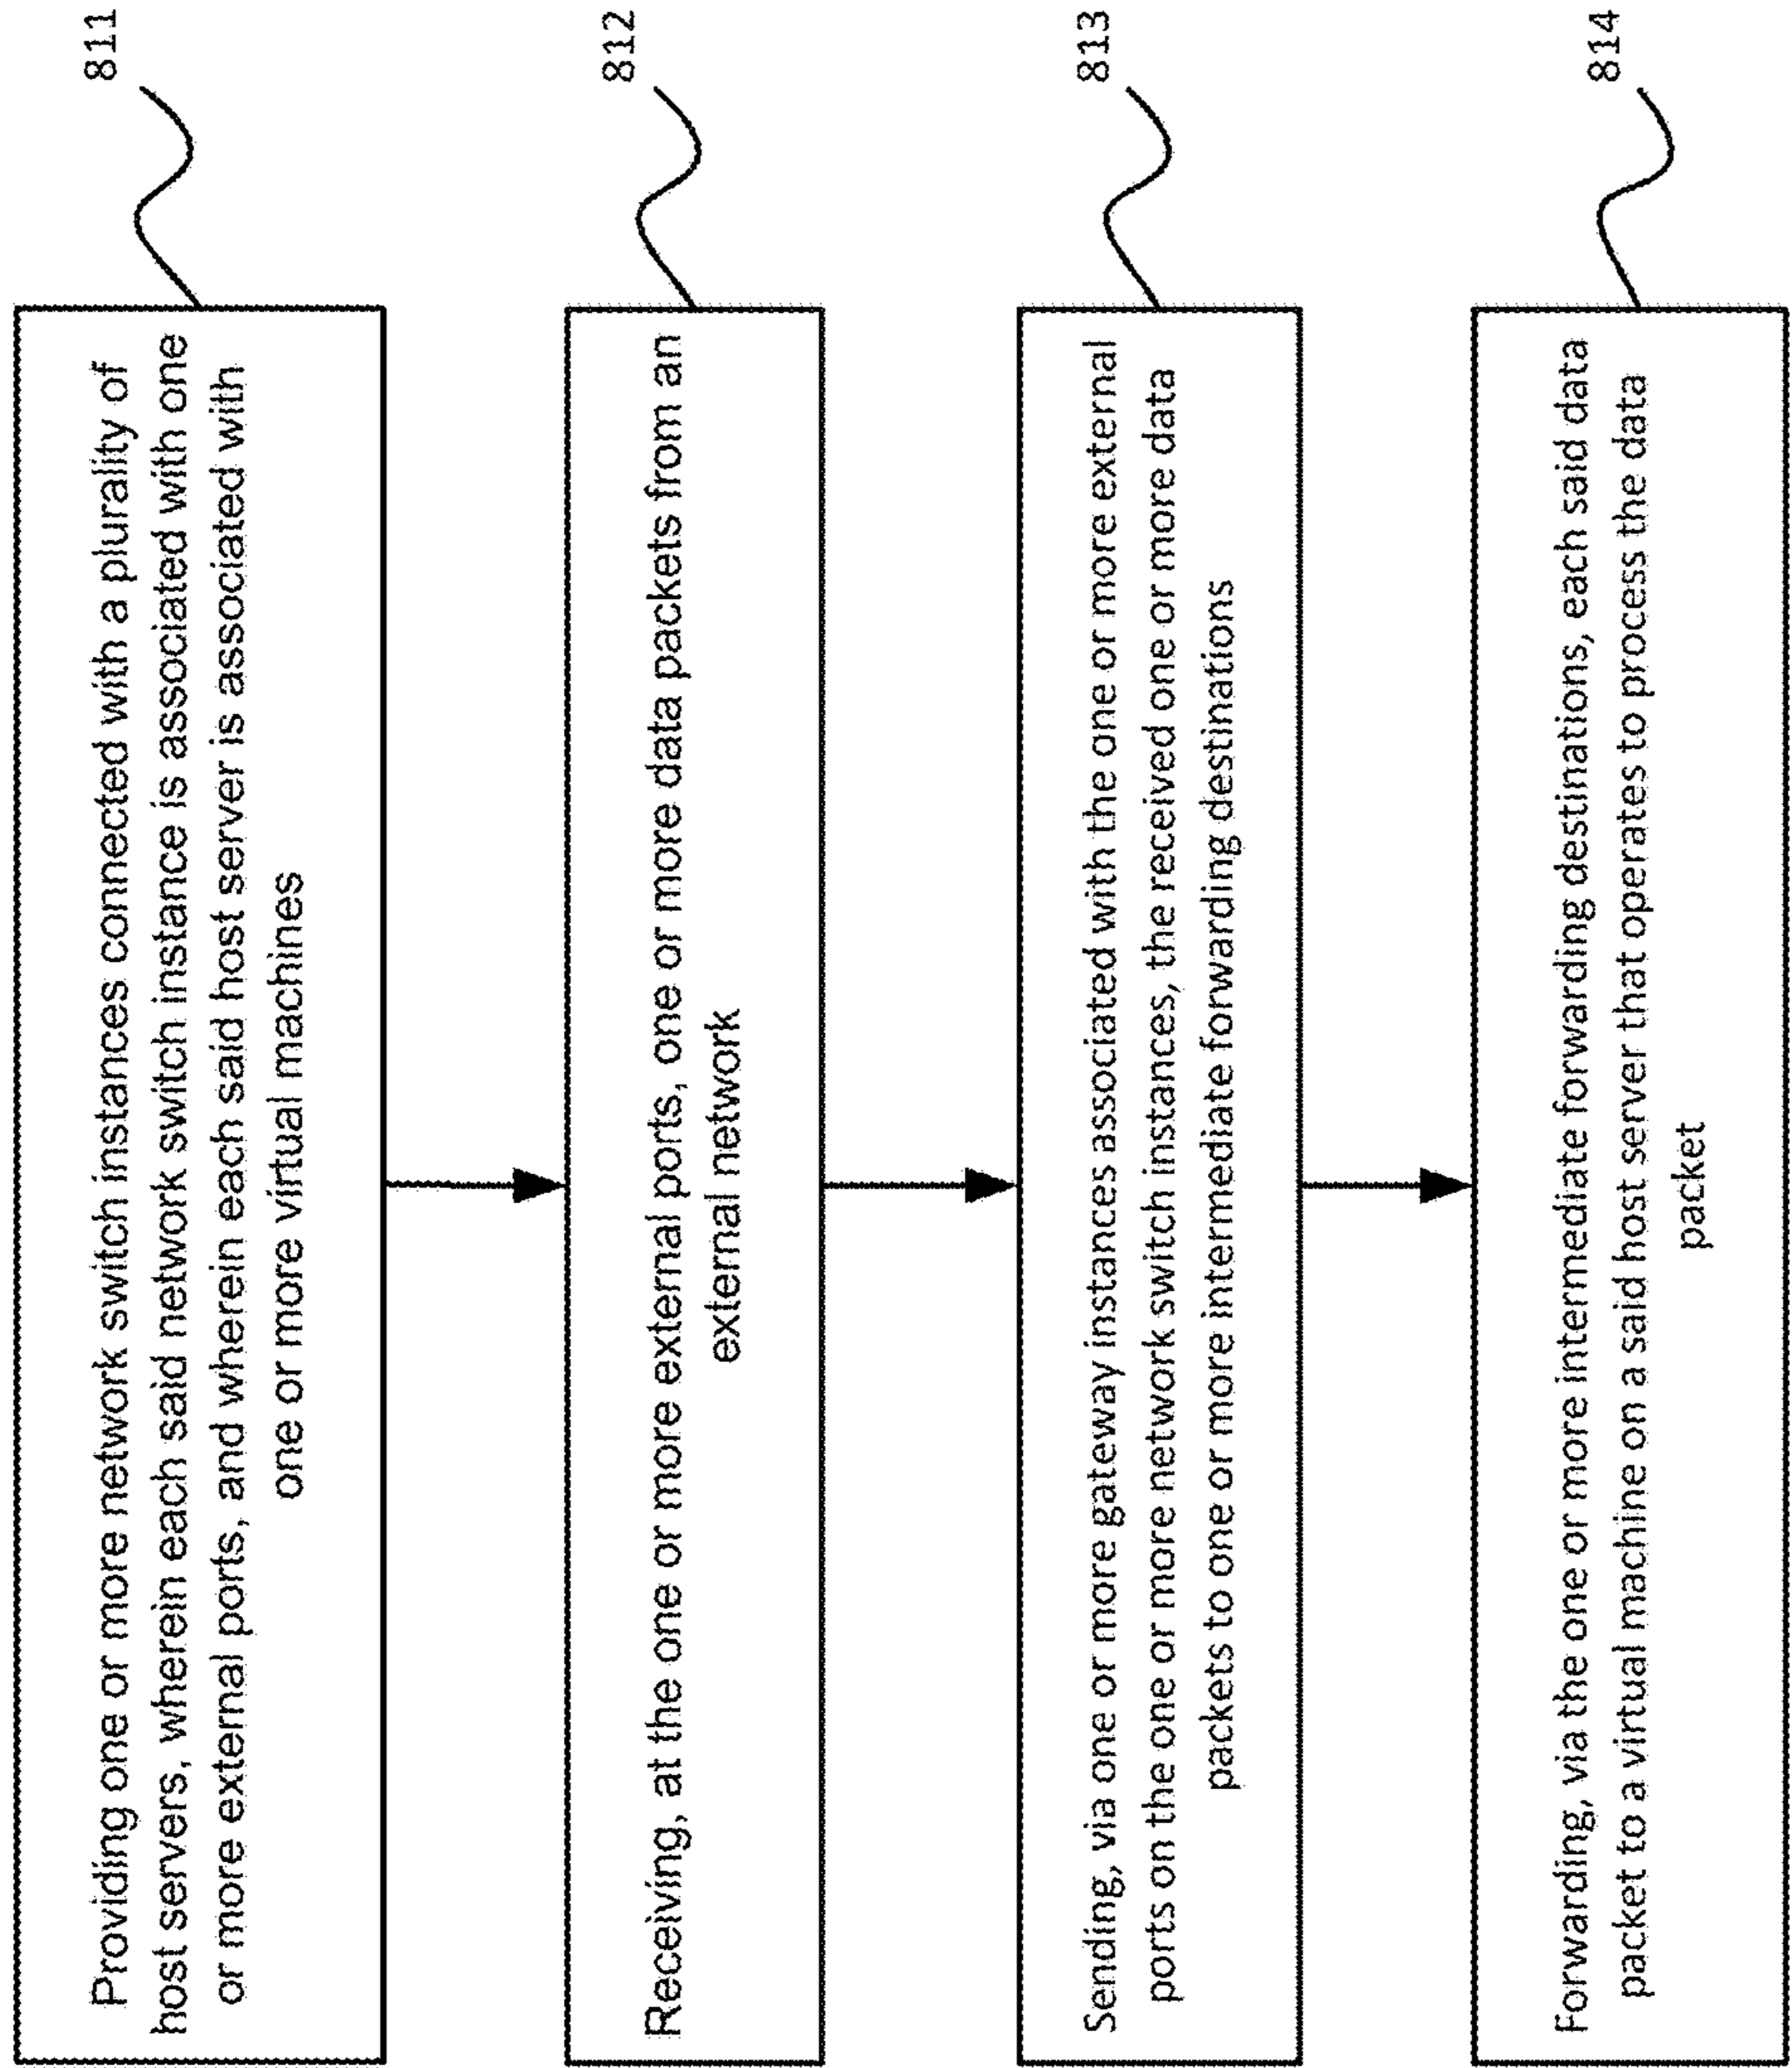 Providing one or more network switch instances connected with a plurality of
host servers, wherein each said network switch instance is associated with one
or more external ports, and wherein each said host server is associated with
one or more virtual machines
811
Receiving, at the one or more external ports, one or more data packets from an
external network
812
Sending, via one or more gateway instances associated with the one or more external
ports on the one or more network switch instances, the received one or more data
packets to one or more intermediate forwarding destinations
813
Forwarding, via the one or more intermediate forwarding destinations, each said data
packet to a virtual machine on a said host server that operates to process the data
packet
814